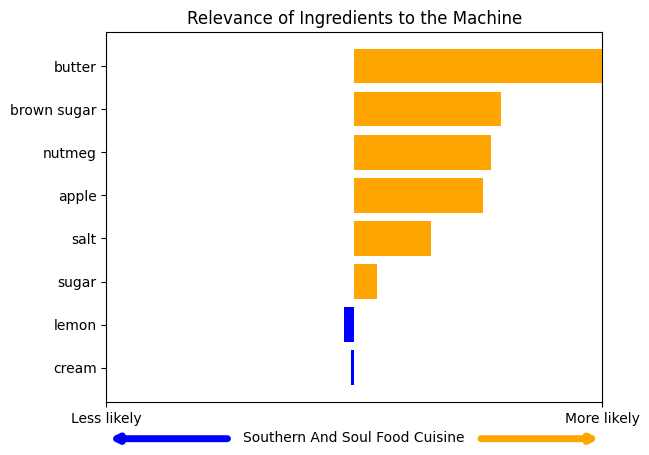 Relevance of Ingredients to the Machine
butter
brown sugar
nutmeg
apple
salt
sugar
lemon
cream
Less likely
More likely
Southern And Soul Food Cuisine